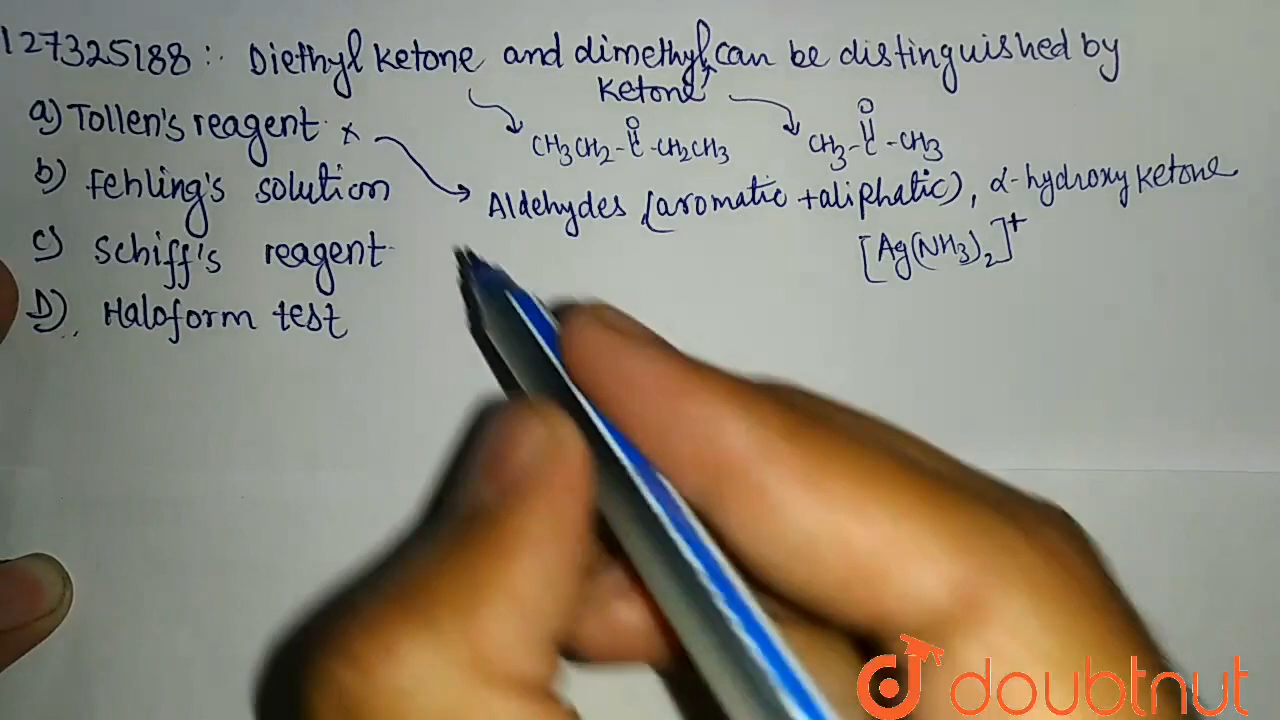 127325188:- Diethyl ketone and dimethyl can be distinguished by
ketone
a) Tollen's reagent ×
CH3CH2-C-CH2CH3
O
CH3-C-CH3
O
b) Fehling's solution
Aldehydes (aromatic + aliphatic), α-hydroxy ketone
c) Schiff's reagent
[Ag(NH3)2]+
D) Haloform test
doubtnut